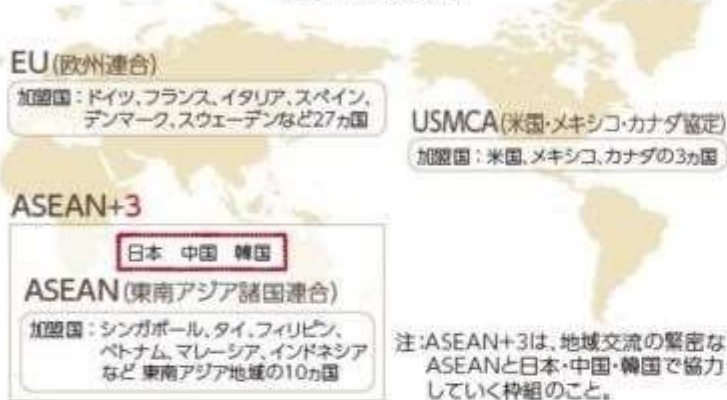 EU(欧州連合)
加盟国：ドイツ、フランス、イタリア、スペイン、
デンマーク、スウェーデンなど27ヵ国
USMCA(米国・メキシコ・カナダ協定)
加盟国：米国、メキシコ、カナダの3ヵ国
ASEAN+3
日本 中国 韓国
ASEAN(東南アジア諸国連合)
加盟国：シンガポール、タイ、フィリピン、
ベトナム、マレーシア、インドネシア
など 東南アジア地域の10ヵ国
注:ASEAN+3は、地域交流の緊密な
ASEANと日本・中国・韓国で協力
していく枠組のこと。